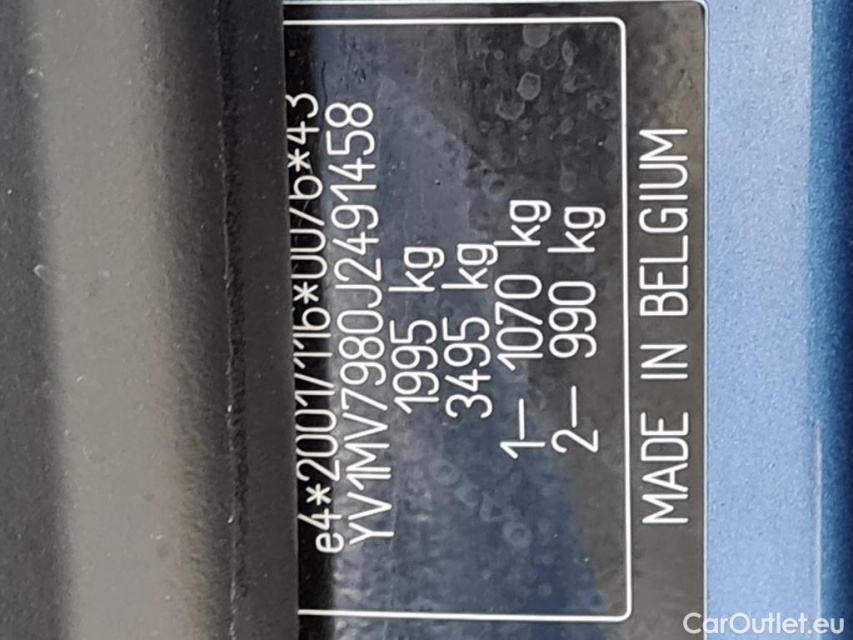 e4*2001/116*0076*43
YV1MV7980J2491458
1995 kg
3495 kg
1– 1070 kg
2– 990 kg
MADE IN BELGIUM
CarOutlet.eu